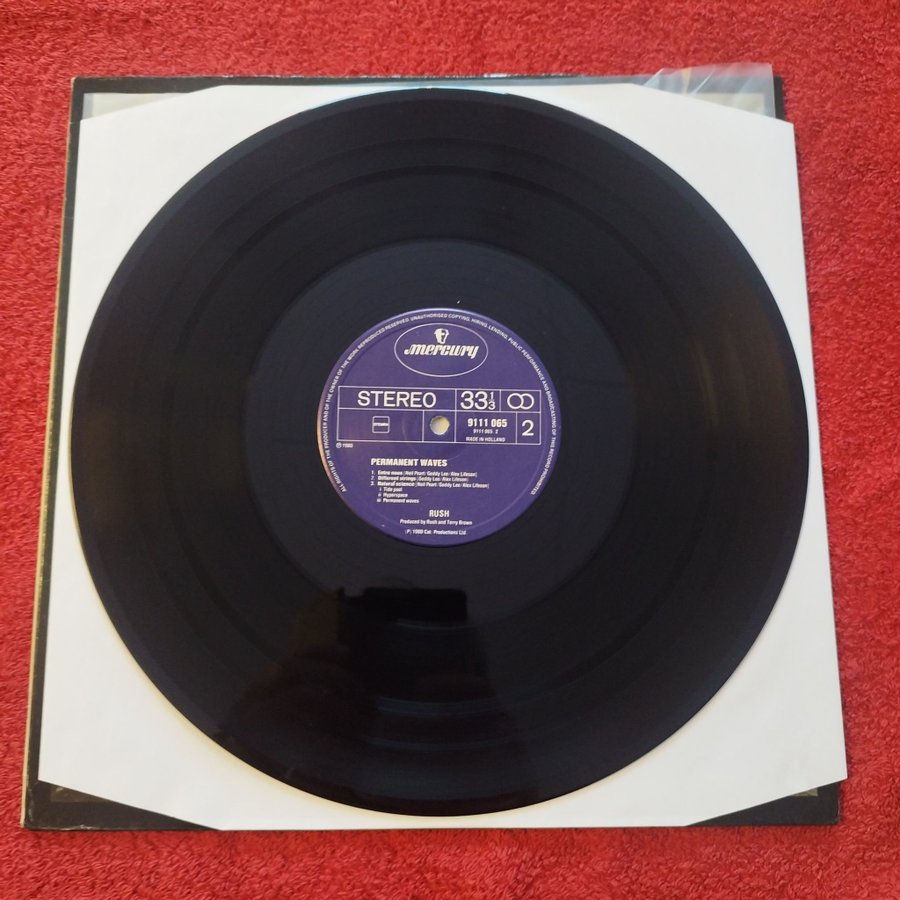 ALL RIGHTS OF THE PRODUCER AND OF THE OWNER OF THE WORK REPRODUCED RESERVED. UNAUTHORISED COPYING, HIRING, LENDING, PUBLIC PERFORMANCE AND BROADCASTING OF THIS RECORD PROHIBITED.
mercury
STEREO 33 1/3
STEMRA
9111 065
9111 065 2
MADE IN HOLLAND
2
℗ 1980
PERMANENT WAVES
1. Entre nous (Neil Peart/Geddy Lee/Alex Lifeson)
2. Different strings (Geddy Lee/Alex Lifeson)
3. Natural science (Neil Peart/Geddy Lee/Alex Lifeson)
i Tide pool
ii Hyperspace
iii Permanent waves
RUSH
Produced by Rush and Terry Brown
(P) 1980 Cat. Productions Ltd.